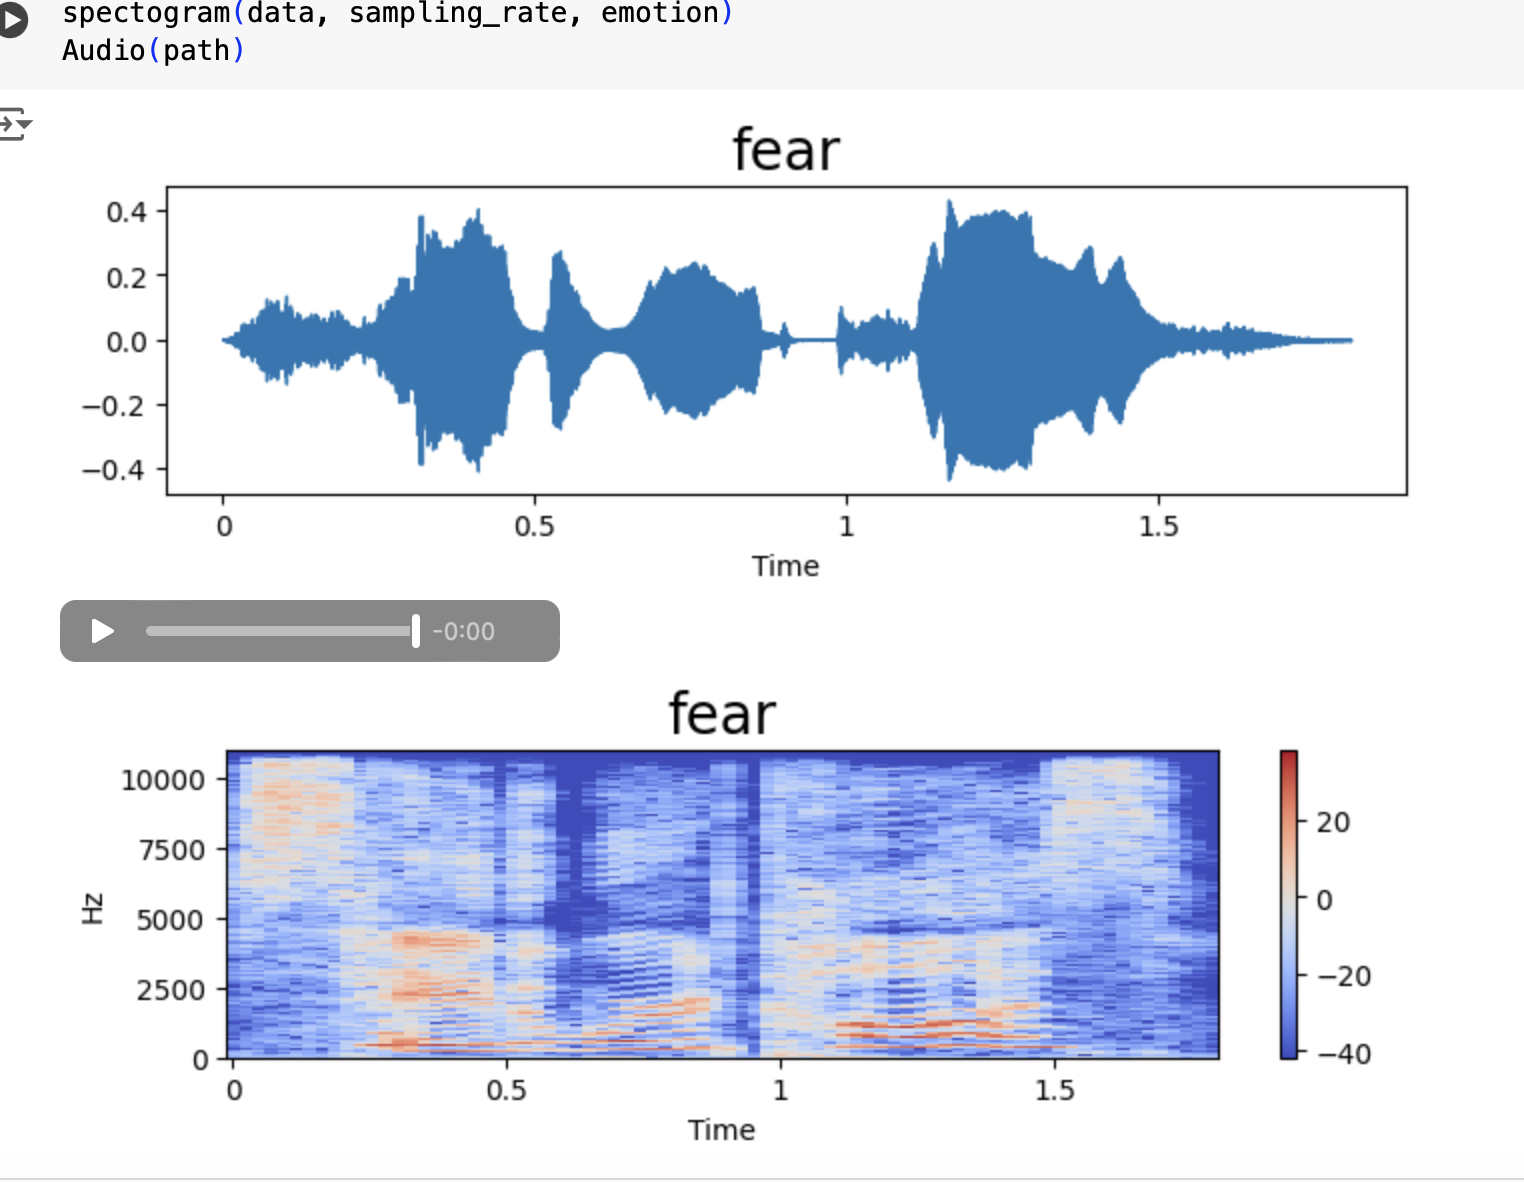 spectogram(data, sampling_rate, emotion)
Audio(path)
fear
0.4
0.2
0.0
−0.2
−0.4
0 0.5 1 1.5
Time
-0:00
fear
10000
7500
5000
2500
0
Hz
0 0.5 1 1.5
Time
20
0
−20
−40